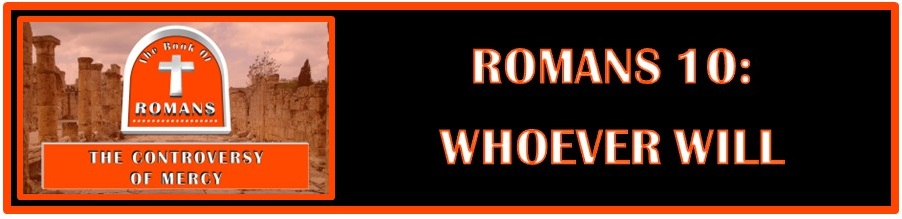 The Book Of
ROMANS
THE CONTROVERSY
OF MERCY
ROMANS 10:
WHOEVER WILL